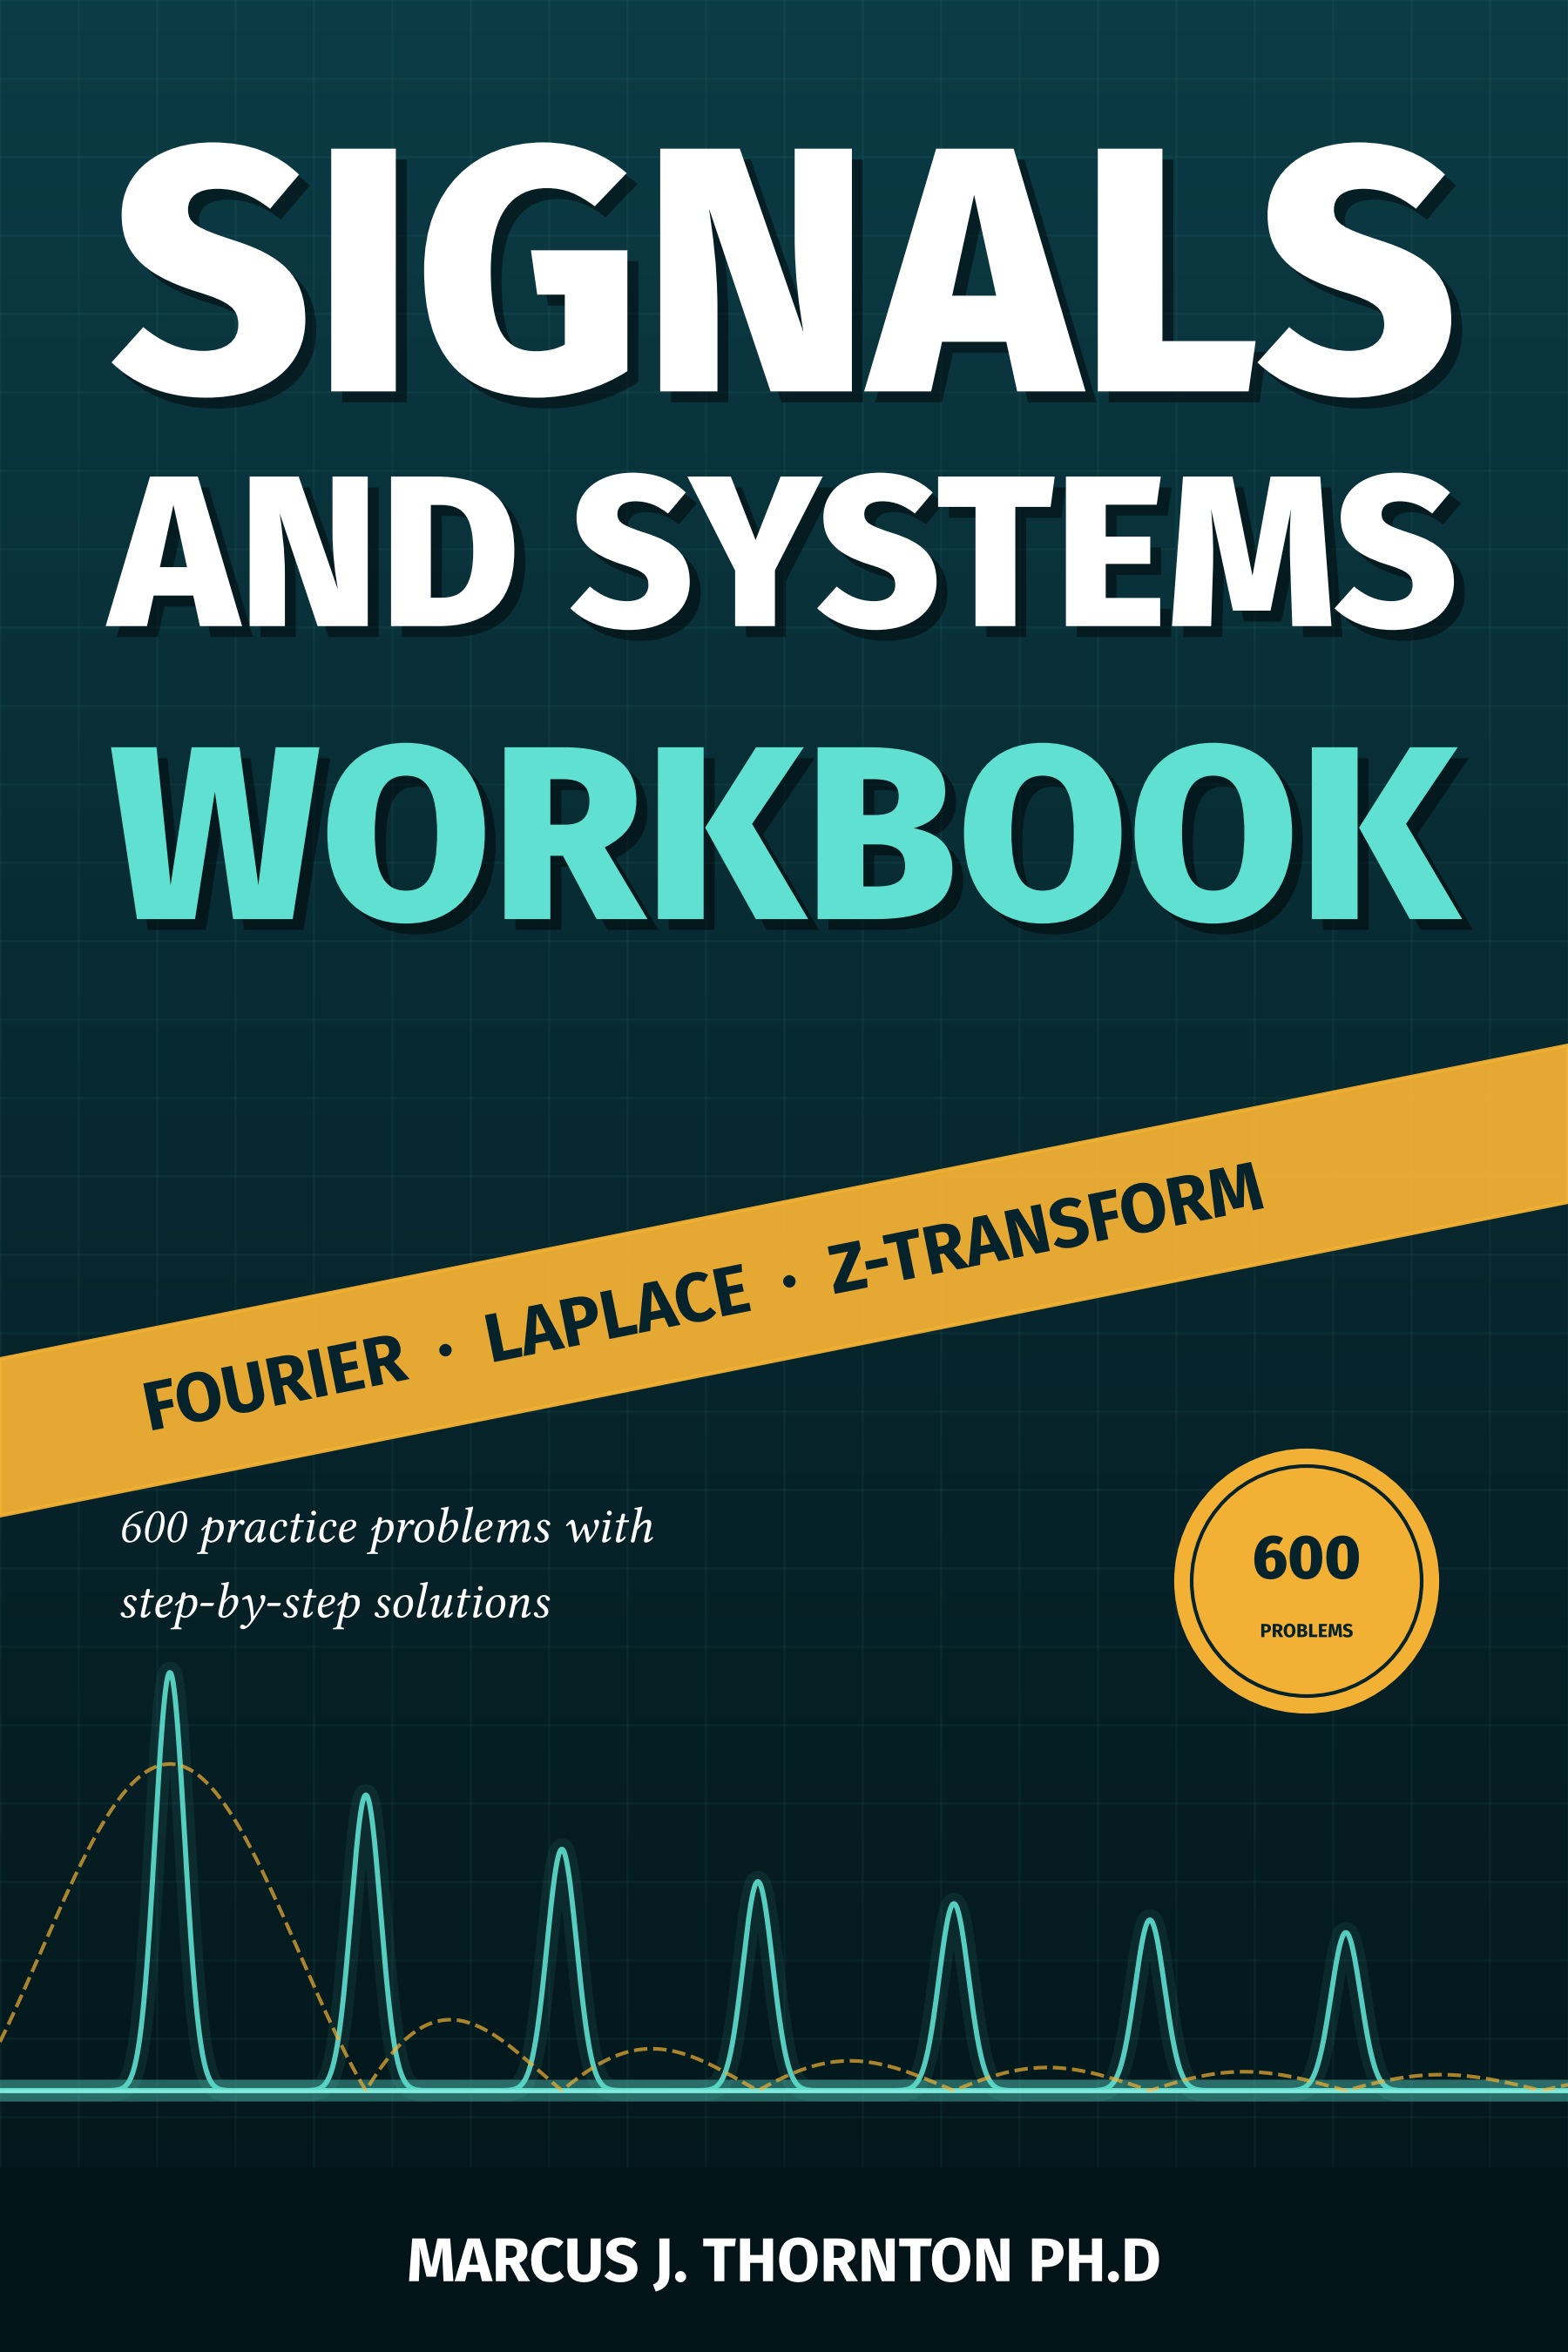 SIGNALS
AND SYSTEMS
WORKBOOK
FOURIER • LAPLACE • Z-TRANSFORM
600 practice problems with
step-by-step solutions
600
PROBLEMS
MARCUS J. THORNTON PH.D